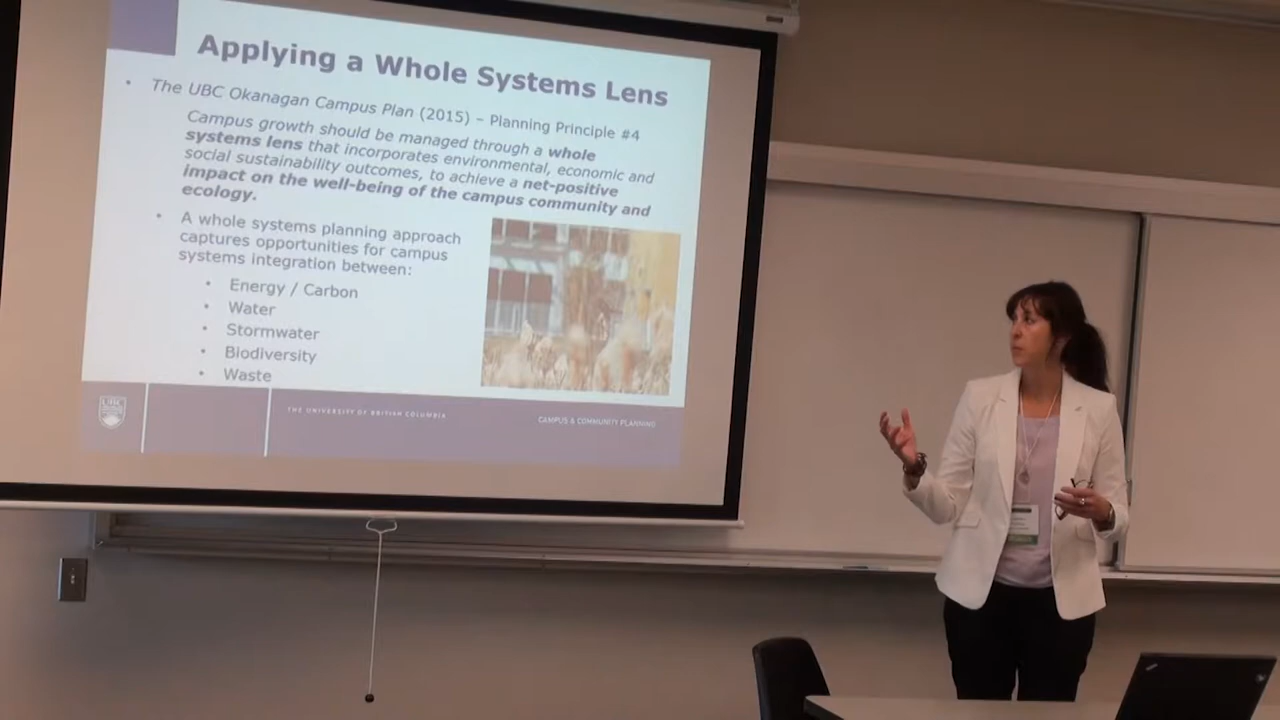 Applying a Whole Systems Lens
• The UBC Okanagan Campus Plan (2015) – Planning Principle #4
Campus growth should be managed through a whole
systems lens that incorporates environmental, economic and
social sustainability outcomes, to achieve a net-positive
impact on the well-being of the campus community and
ecology.
• A whole systems planning approach
captures opportunities for campus
systems integration between:
• Energy / Carbon
• Water
• Stormwater
• Biodiversity
• Waste
UBC
THE UNIVERSITY OF BRITISH COLUMBIA
CAMPUS & COMMUNITY PLANNING